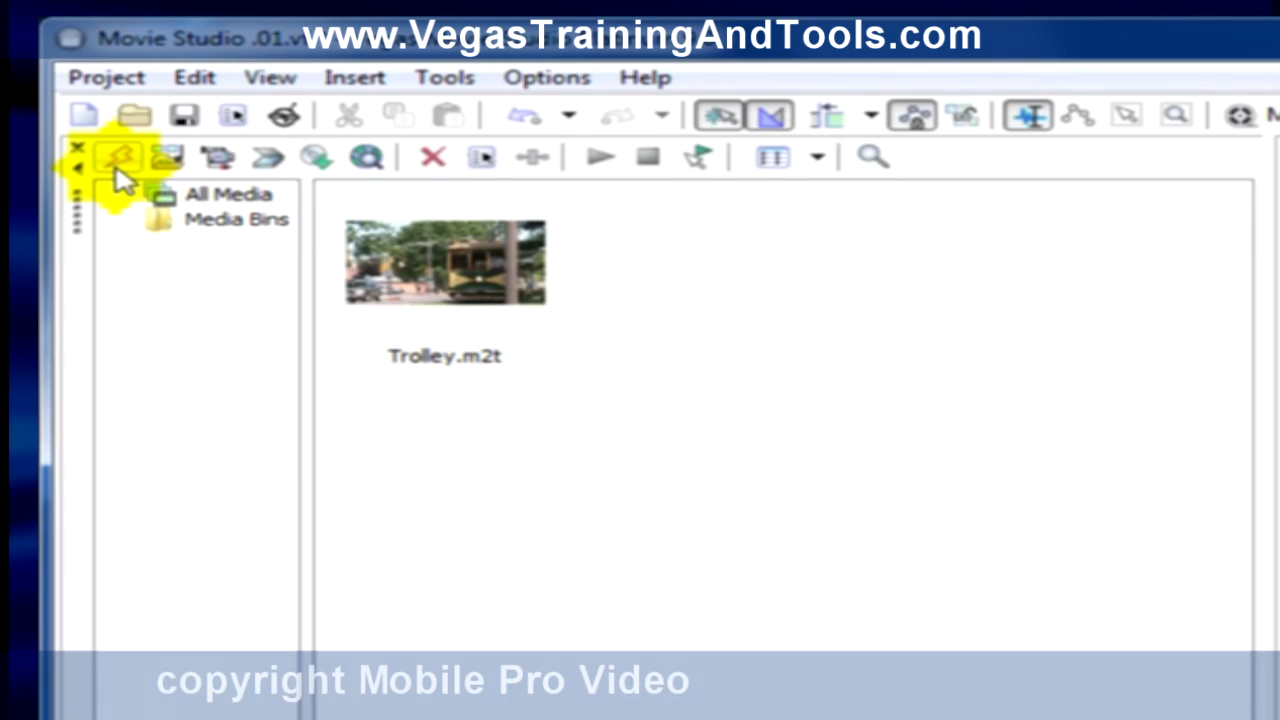 www.VegasTrainingAndTools.com
Movie Studio .01.v
Project Edit View Insert Tools Options Help
All Media
Media Bins
Trolley.m2t
copyright Mobile Pro Video